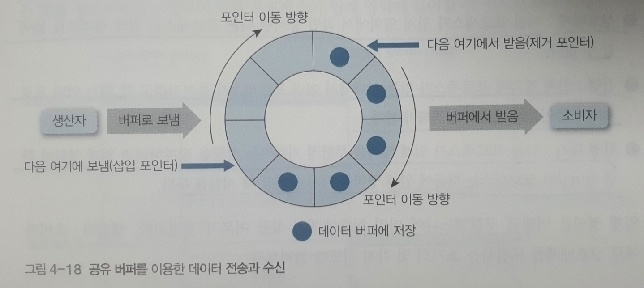 포인터 이동 방향
다음 여기에서 받음(제거 포인터)
생산자
버퍼로 보냄
버퍼에서 받음
소비자
다음 여기에 보냄(삽입 포인터)
포인터 이동 방향
데이터 버퍼에 저장
그림 4-18 공유 버퍼를 이용한 데이터 전송과 수신